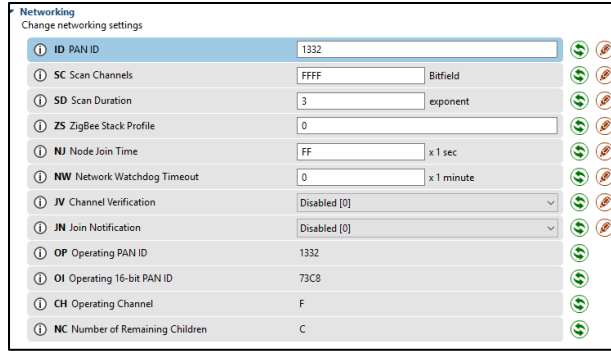 Networking
Change networking settings
ID PAN ID 1332
SC Scan Channels FFFF Bitfield
SD Scan Duration 3 exponent
ZS ZigBee Stack Profile 0
NJ Node Join Time FF x 1 sec
NW Network Watchdog Timeout 0 x 1 minute
JV Channel Verification Disabled [0]
JN Join Notification Disabled [0]
OP Operating PAN ID 1332
OI Operating 16-bit PAN ID 73C8
CH Operating Channel F
NC Number of Remaining Children C